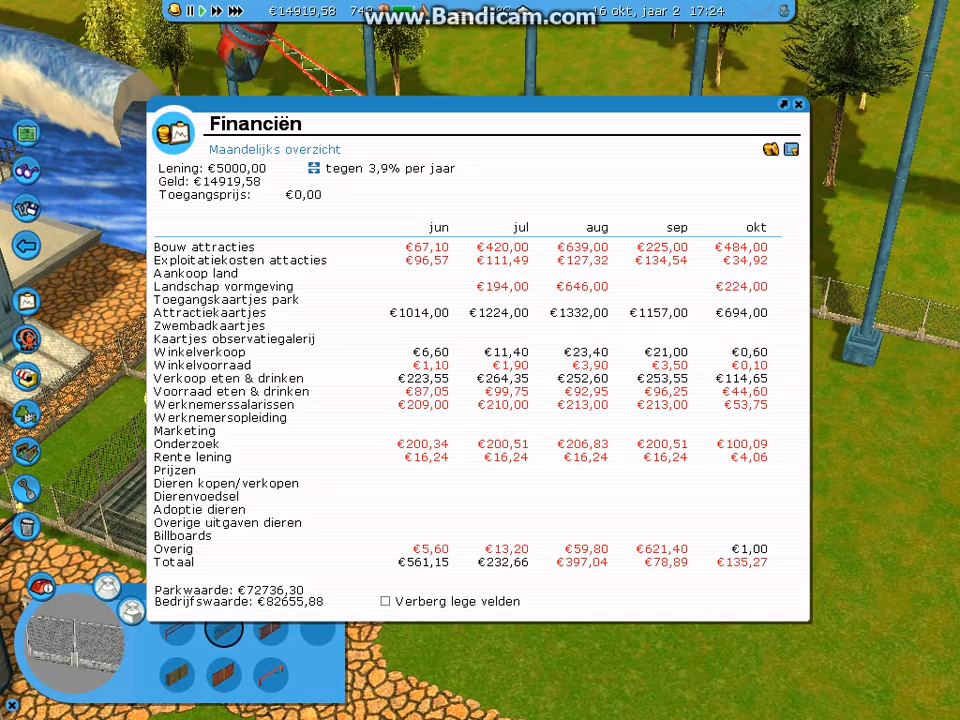 €14919,58 16 okt, jaar 2 17:24
www.Bandicam.com
Financiën
Maandelijks overzicht
Lening: €5000,00 tegen 3,9% per jaar
Geld: €14919,58
Toegangsprijs: €0,00
jun jul aug sep okt
Bouw attracties €67,10 €420,00 €639,00 €225,00 €484,00
Exploitatiekosten attacties €96,57 €111,49 €127,32 €134,54 €34,92
Aankoop land
Landschap vormgeving €194,00 €646,00 €224,00
Toegangskaartjes park
Attractiekaartjes €1014,00 €1224,00 €1332,00 €1157,00 €694,00
Zwembadkaartjes
Kaartjes observatiegalerij
Winkelverkoop €6,60 €11,40 €23,40 €21,00 €0,60
Winkelvoorraad €1,10 €1,90 €3,90 €3,50 €0,10
Verkoop eten & drinken €223,55 €264,35 €252,60 €253,55 €114,65
Voorraad eten & drinken €87,05 €99,75 €92,95 €96,25 €44,60
Werknemerssalarissen €209,00 €210,00 €213,00 €213,00 €53,75
Werknemersopleiding
Marketing
Onderzoek €200,34 €200,51 €206,83 €200,51 €100,09
Rente lening €16,24 €16,24 €16,24 €16,24 €4,06
Prijzen
Dieren kopen/verkopen
Dierenvoedsel
Adoptie dieren
Overige uitgaven dieren
Billboards
Overig €5,60 €13,20 €59,80 €621,40 €1,00
Totaal €561,15 €232,66 €397,04 €78,89 €135,27
Parkwaarde: €72736,30
Bedrijfswaarde: €82655,88
Verberg lege velden